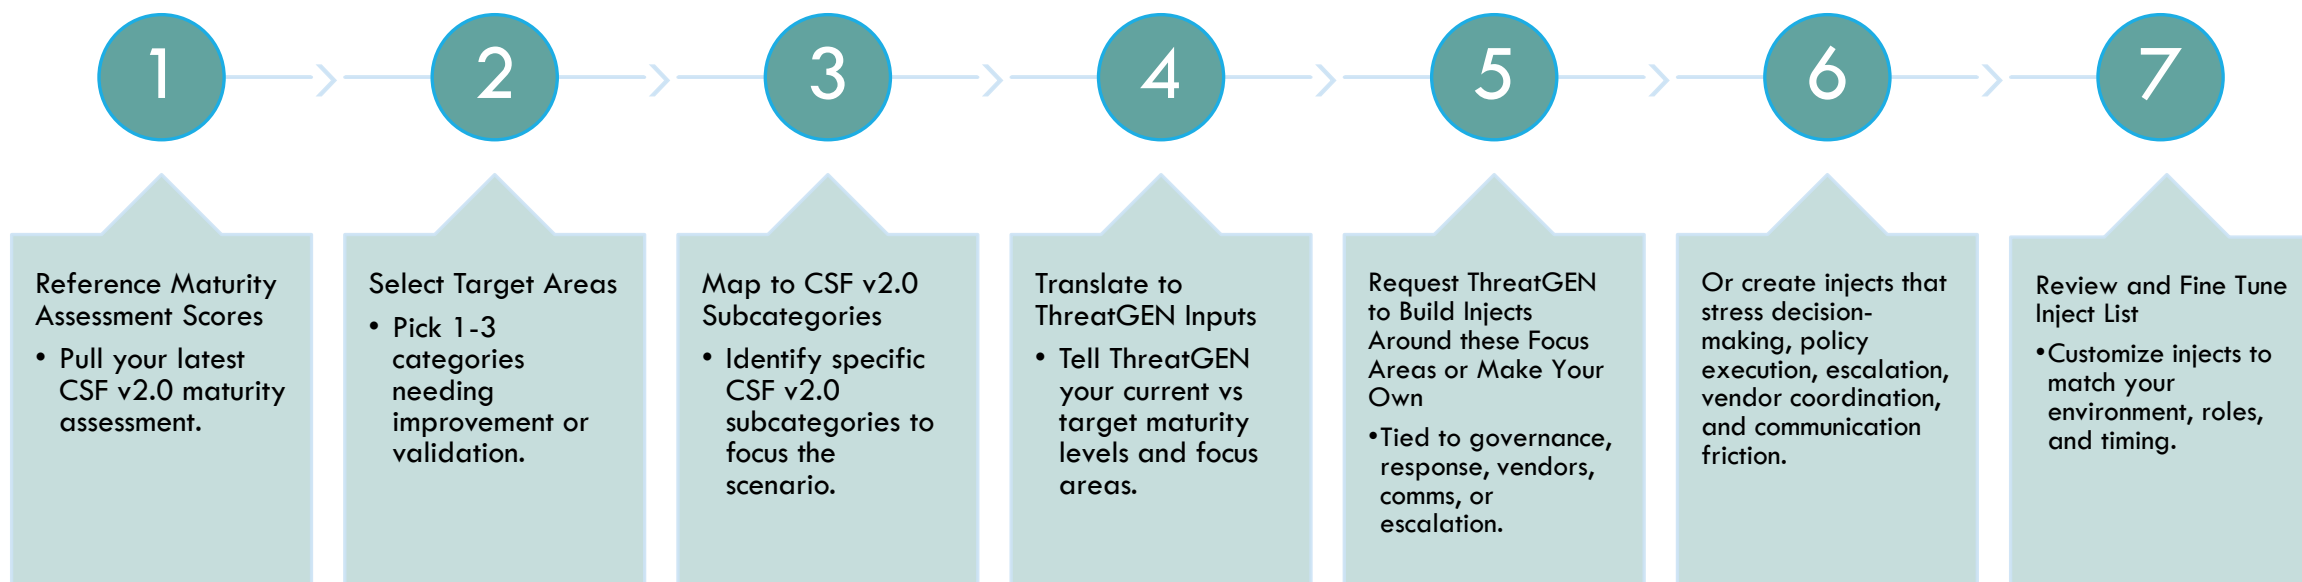 1
2
3
4
5
6
7
Reference Maturity
Assessment Scores
• Pull your latest
CSF v2.0 maturity
assessment.
Select Target Areas
• Pick 1-3
categories
needing
improvement or
validation.
Map to CSF v2.0
Subcategories
• Identify specific
CSF v2.0
subcategories to
focus the
scenario.
Translate to
ThreatGEN Inputs
• Tell ThreatGEN
your current vs
target maturity
levels and focus
areas.
Request ThreatGEN
to Build Injects
Around these Focus
Areas or Make Your
Own
•Tied to governance,
response, vendors,
comms, or
escalation.
Or create injects that
stress decision-
making, policy
execution, escalation,
vendor coordination,
and communication
friction.
Review and Fine Tune
Inject List
•Customize injects to
match your
environment, roles,
and timing.